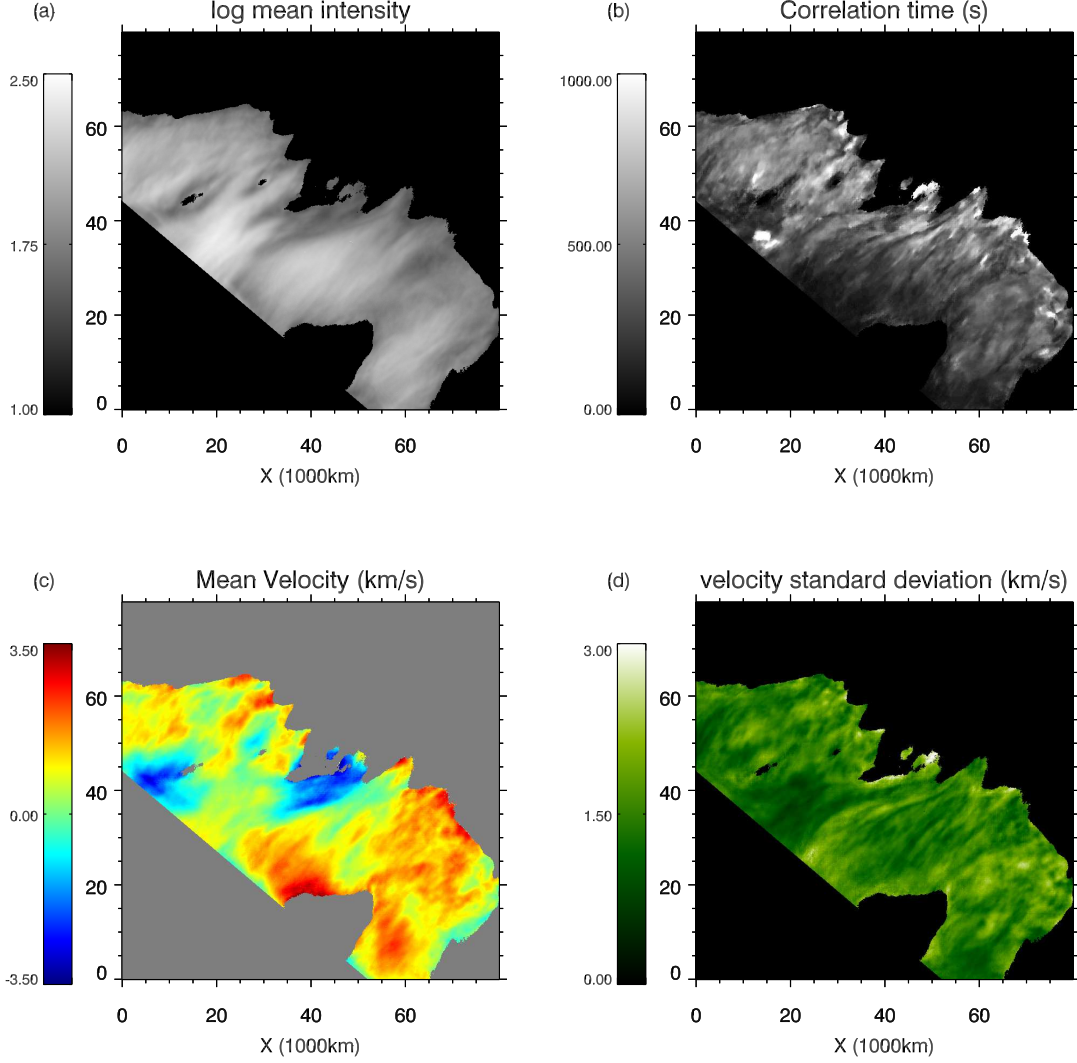 (a) log mean intensity
2.50
1.75
1.00
60
40
20
0
0 20 40 60
X (1000km)
(b) Correlation time (s)
1000.00
500.00
0.00
60
40
20
0
0 20 40 60
X (1000km)
(c) Mean Velocity (km/s)
3.50
0.00
-3.50
60
40
20
0
0 20 40 60
X (1000km)
(d) velocity standard deviation (km/s)
3.00
1.50
0.00
60
40
20
0
0 20 40 60
X (1000km)